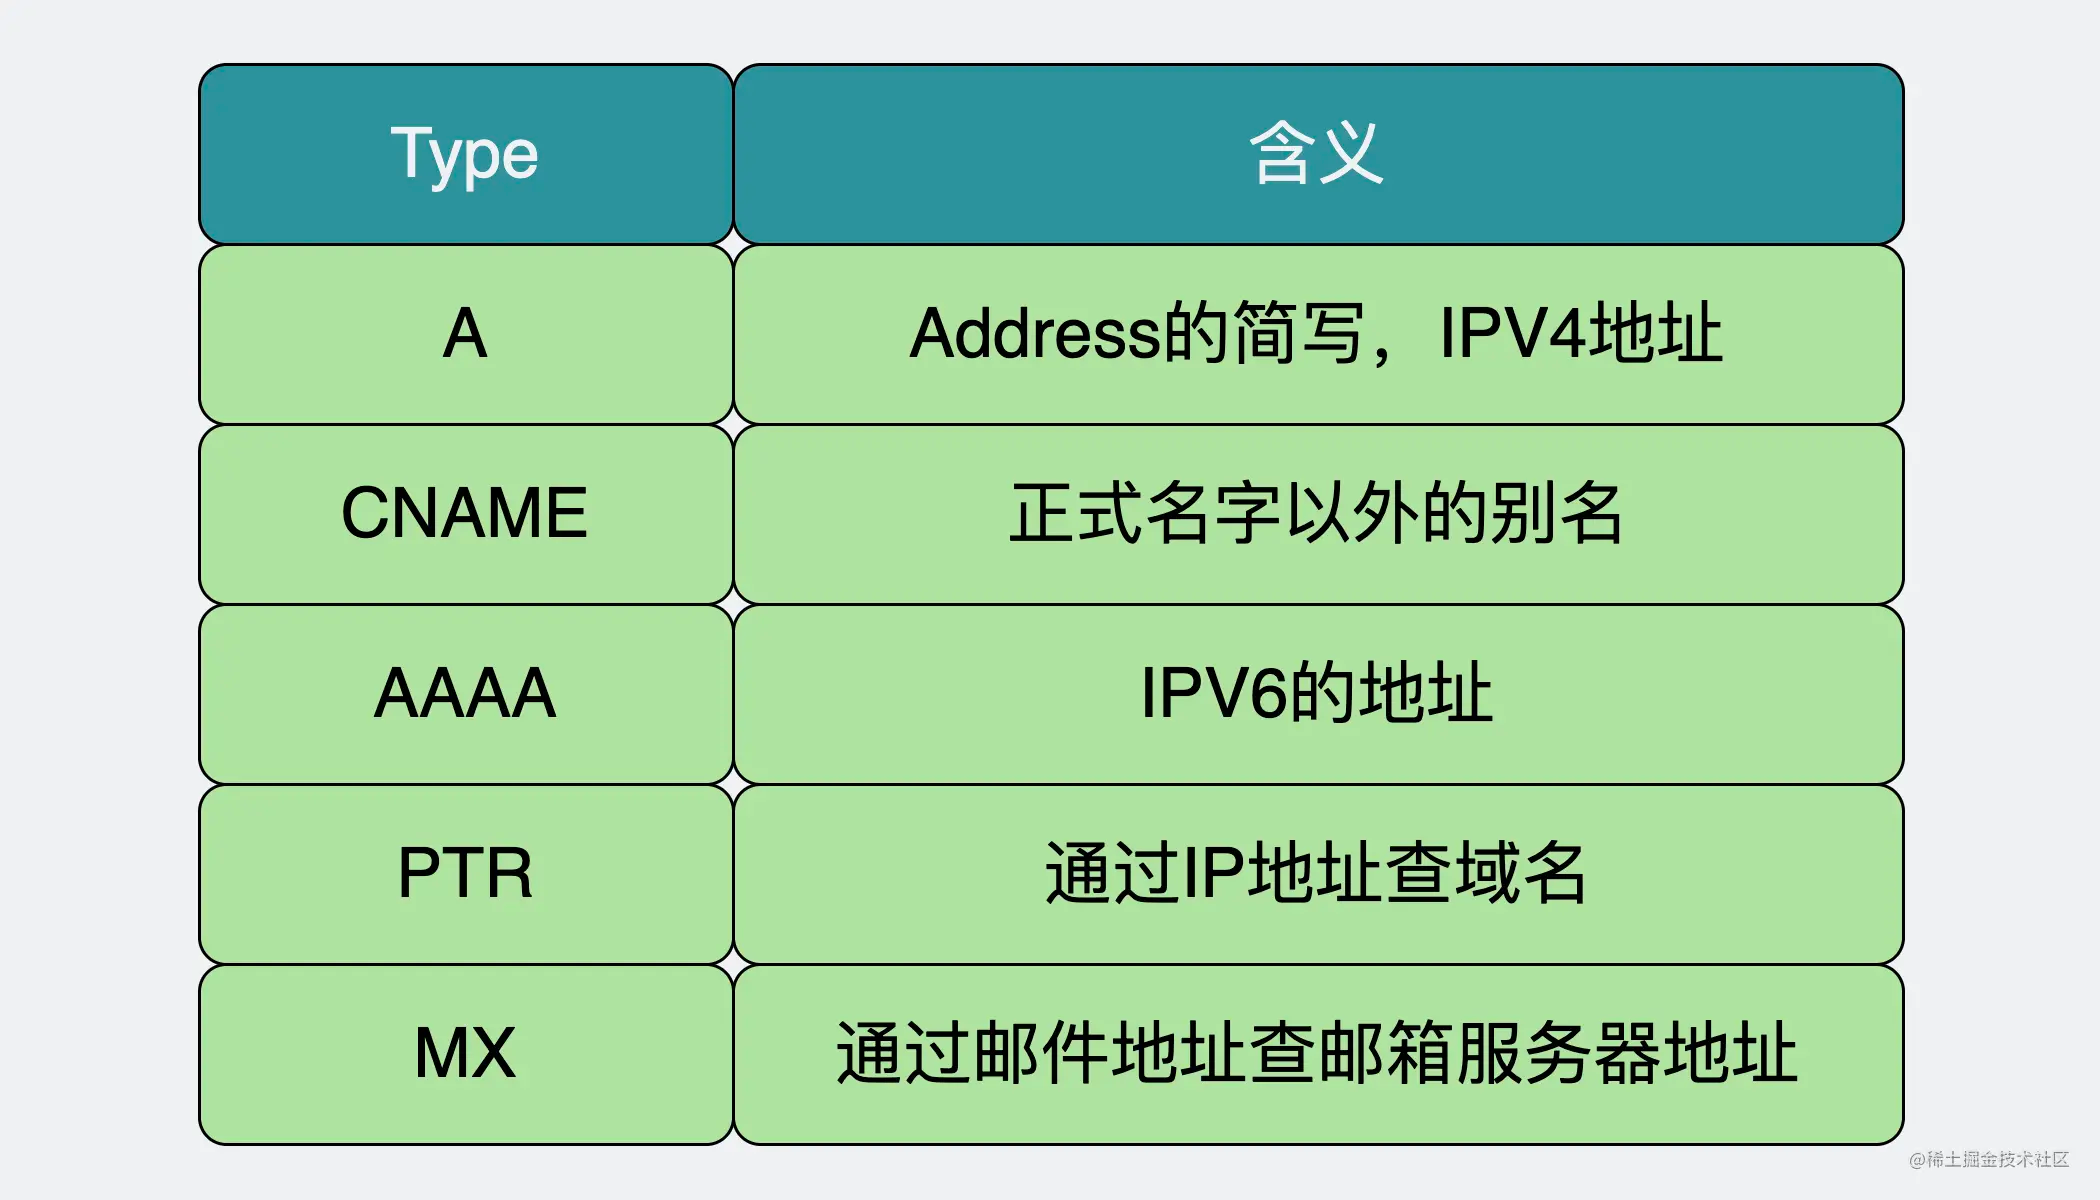 Type 含义
A Address的简写，IPV4地址
CNAME 正式名字以外的别名
AAAA IPV6的地址
PTR 通过IP地址查域名
MX 通过邮件地址查邮箱服务器地址
@稀土掘金技术社区